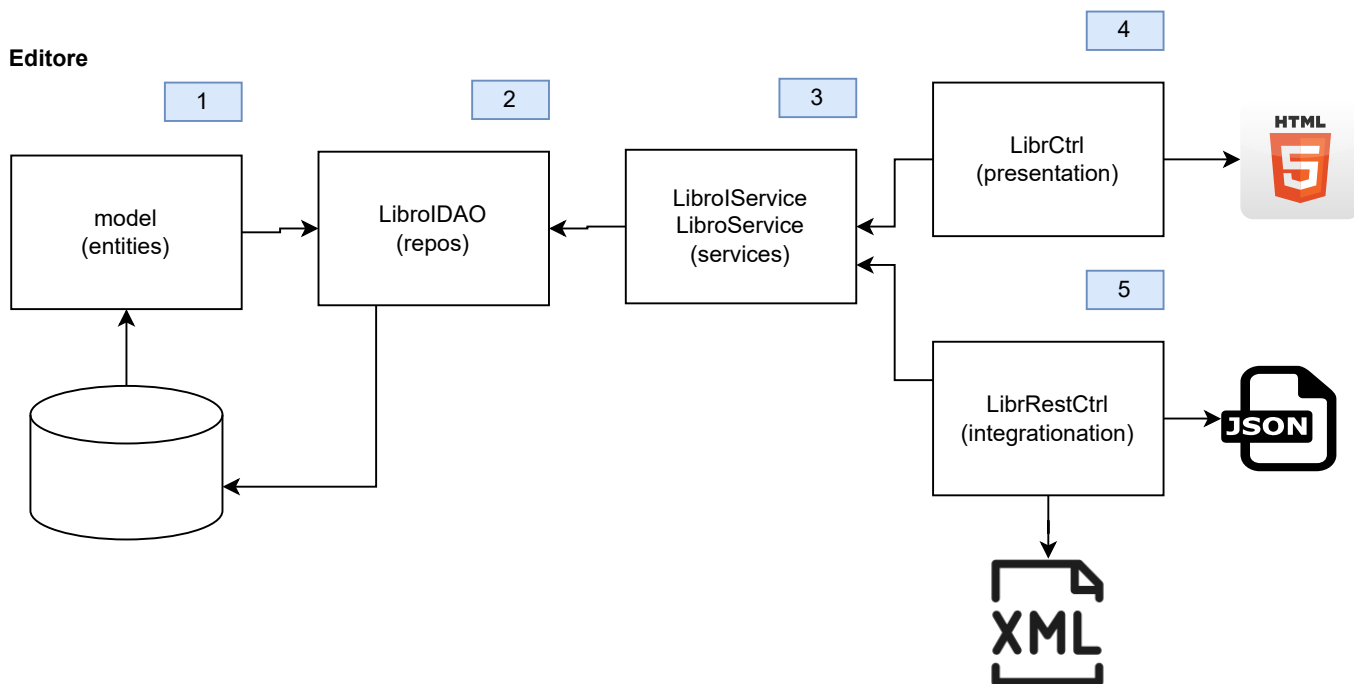 Editore
1
2
3
4
model
(entities)
LibroIDAO
(repos)
LibroIService
LibroService
(services)
LibrCtrl
(presentation)
HTML
5
5
LibrRestCtrl
(integrationation)
JSON
XML